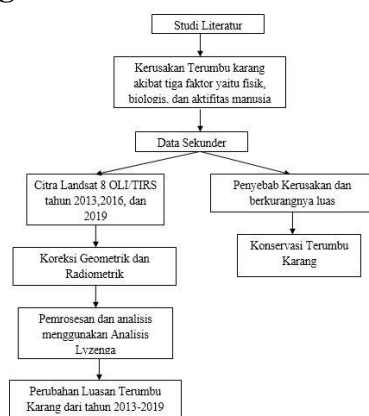 Studi Literatur
Kerusakan Terumbu karang
akibat tiga faktor yaitu fisik,
biologis, dan aktifitas manusia
Data Sekunder
Citra Landsat 8 OLI/TIRS
tahun 2013,2016, dan
2019
Penyebab Kerusakan dan
berkurangnya luas
Koreksi Geometrik dan
Radiometrik
Konservasi Terumbu
Karang
Pemrosesan dan analisis
menggunakan Analisis
Lyzenga
Perubahan Luasan Terumbu
Karang dari tahun 2013-2019